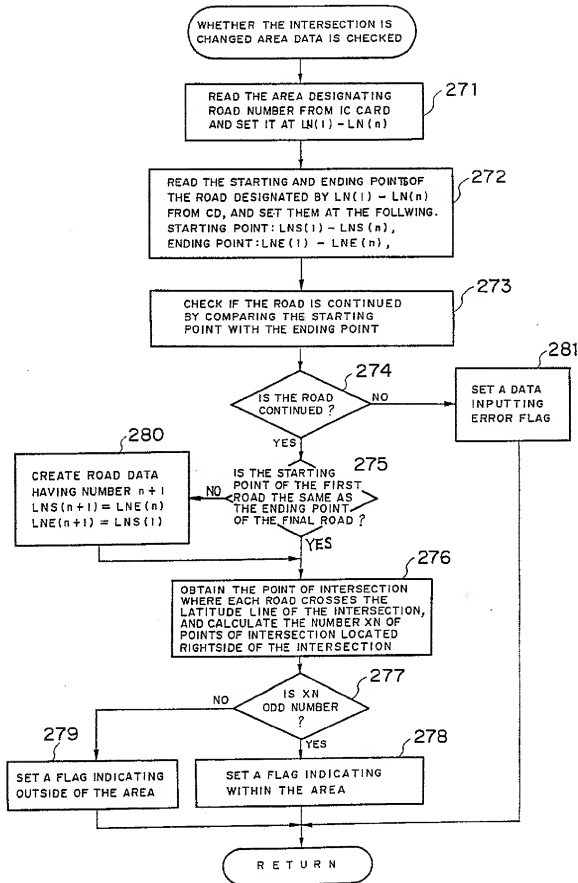 WHETHER THE INTERSECTION IS
CHANGED AREA DATA IS CHECKED
271
READ THE AREA DESIGNATING
ROAD NUMBER FROM IC CARD
AND SET IT AT LN(1) - LN(n)
272
READ THE STARTING AND ENDING POINTS OF
THE ROAD DESIGNATED BY LN(1) - LN(n)
FROM CD, AND SET THEM AT THE FOLLWING.
STARTING POINT: LNS(1) - LNS(n),
ENDING POINT: LNE(1) - LNE(n),
273
CHECK IF THE ROAD IS CONTINUED
BY COMPARING THE STARTING
POINT WITH THE ENDING POINT
274
IS THE ROAD
CONTINUED ?
NO
YES
281
SET A DATA
INPUTTING
ERROR FLAG
275
IS THE STARTING
POINT OF THE FIRST
ROAD THE SAME AS
THE ENDING POINT
OF THE FINAL ROAD ?
NO
YES
280
CREATE ROAD DATA
HAVING NUMBER n+1
LNS(n+1) = LNE(n)
LNE(n+1) = LNS(1)
276
OBTAIN THE POINT OF INTERSECTION
WHERE EACH ROAD CROSSES THE
LATITUDE LINE OF THE INTERSECTION,
AND CALCULATE THE NUMBER XN OF
POINTS OF INTERSECTION LOCATED
RIGHTSIDE OF THE INTERSECTION
277
IS XN
ODD NUMBER
?
NO
YES
279
SET A FLAG INDICATING
OUTSIDE OF THE AREA
278
SET A FLAG INDICATING
WITHIN THE AREA
RETURN